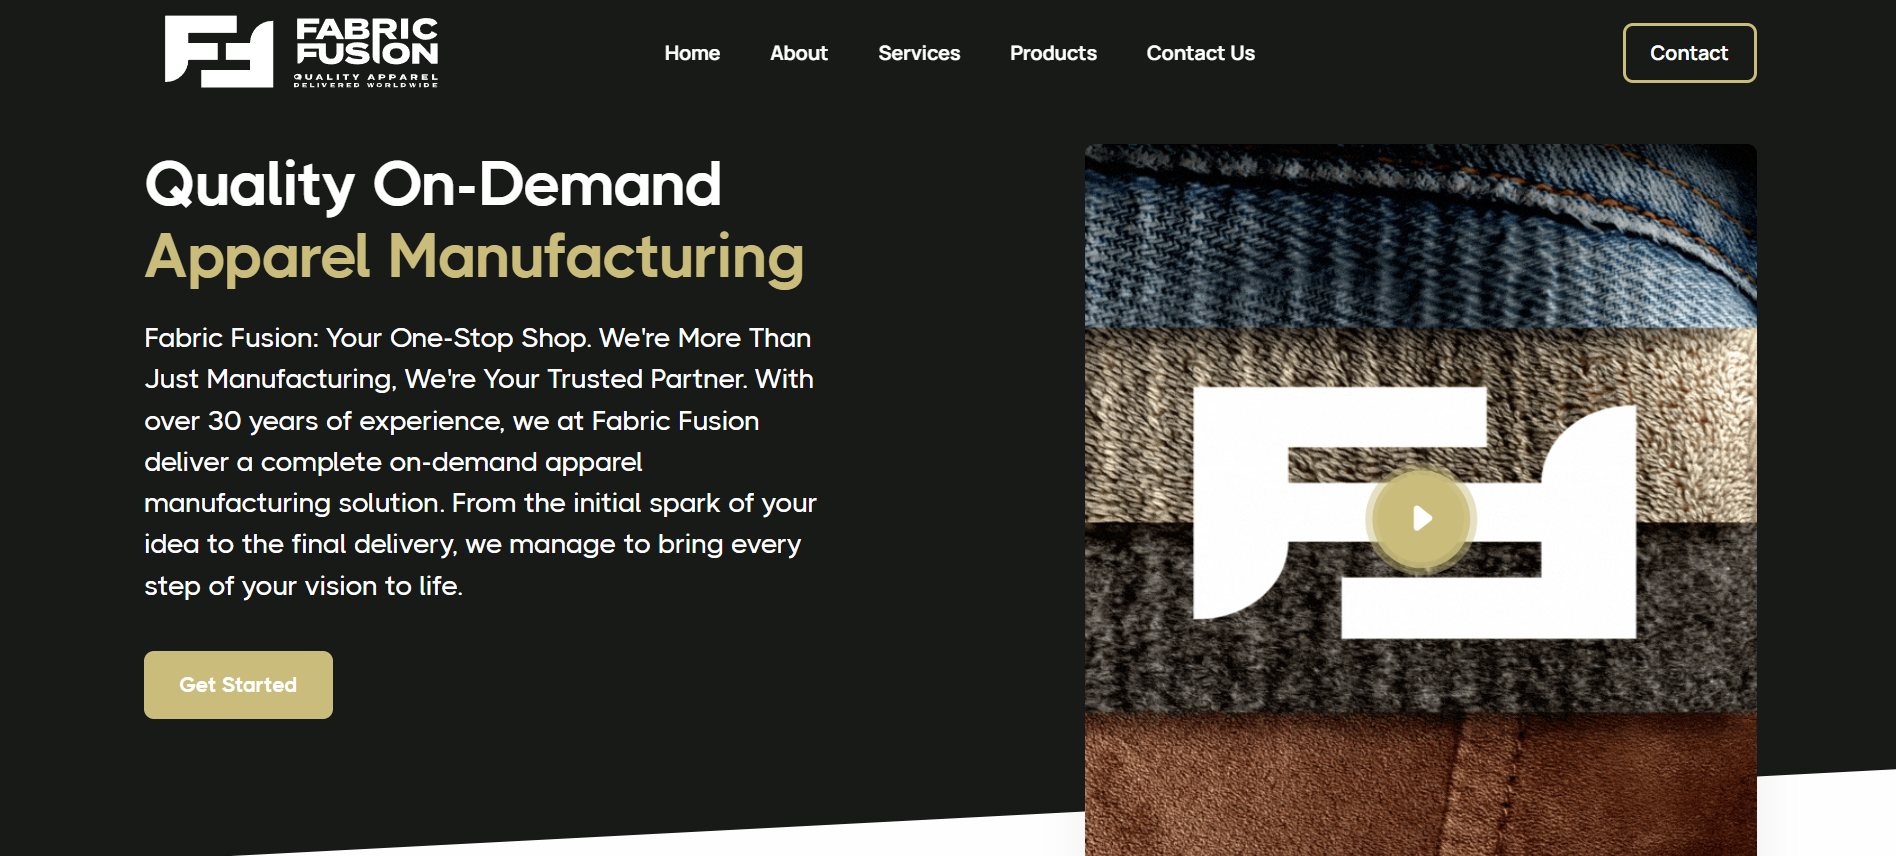 FABRIC
FUSION
QUALITY APPAREL
DELIVERED WORLDWIDE
Home
About
Services
Products
Contact Us
Contact
Quality On-Demand
Apparel Manufacturing
Fabric Fusion: Your One-Stop Shop. We're More Than
Just Manufacturing, We're Your Trusted Partner. With
over 30 years of experience, we at Fabric Fusion
deliver a complete on-demand apparel
manufacturing solution. From the initial spark of your
idea to the final delivery, we manage to bring every
step of your vision to life.
Get Started